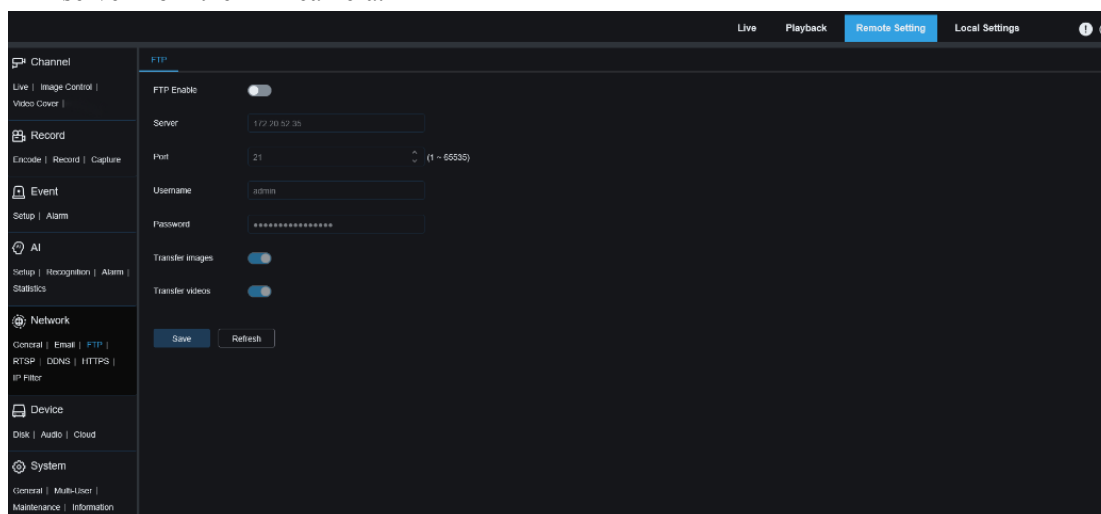 Live Playback Remote Setting Local Settings
Channel
Live | Image Control |
Video Cover |
Record
Encode | Record | Capture
Event
Setup | Alarm
AI
Setup | Recognition | Alarm |
Statistics
Network
General | Email | FTP |
RTSP | DDNS | HTTPS |
IP Filter
Device
Disk | Audio | Cloud
System
General | Multi-User |
Maintenance | Information
FTP
FTP Enable
Server 172.20.52.35
Port 21 (1 ~ 65535)
Username admin
Password ••••••••••••••••
Transfer images
Transfer videos
Save Refresh